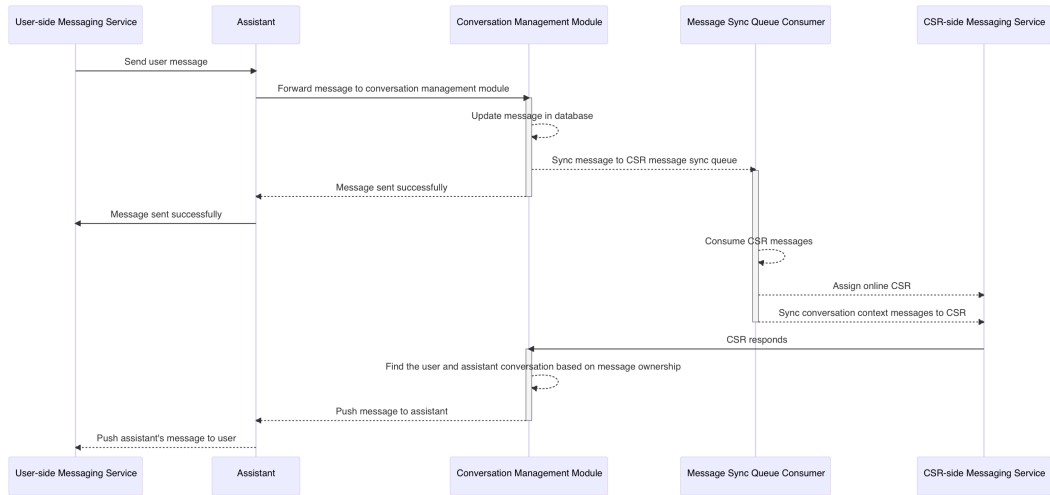 User-side Messaging Service
Assistant
Conversation Management Module
Message Sync Queue Consumer
CSR-side Messaging Service
Send user message
Forward message to conversation management module
Update message in database
Sync message to CSR message sync queue
Message sent successfully
Message sent successfully
Consume CSR messages
Assign online CSR
Sync conversation context messages to CSR
CSR responds
Find the user and assistant conversation based on message ownership
Push message to assistant
Push assistant's message to user
User-side Messaging Service
Assistant
Conversation Management Module
Message Sync Queue Consumer
CSR-side Messaging Service